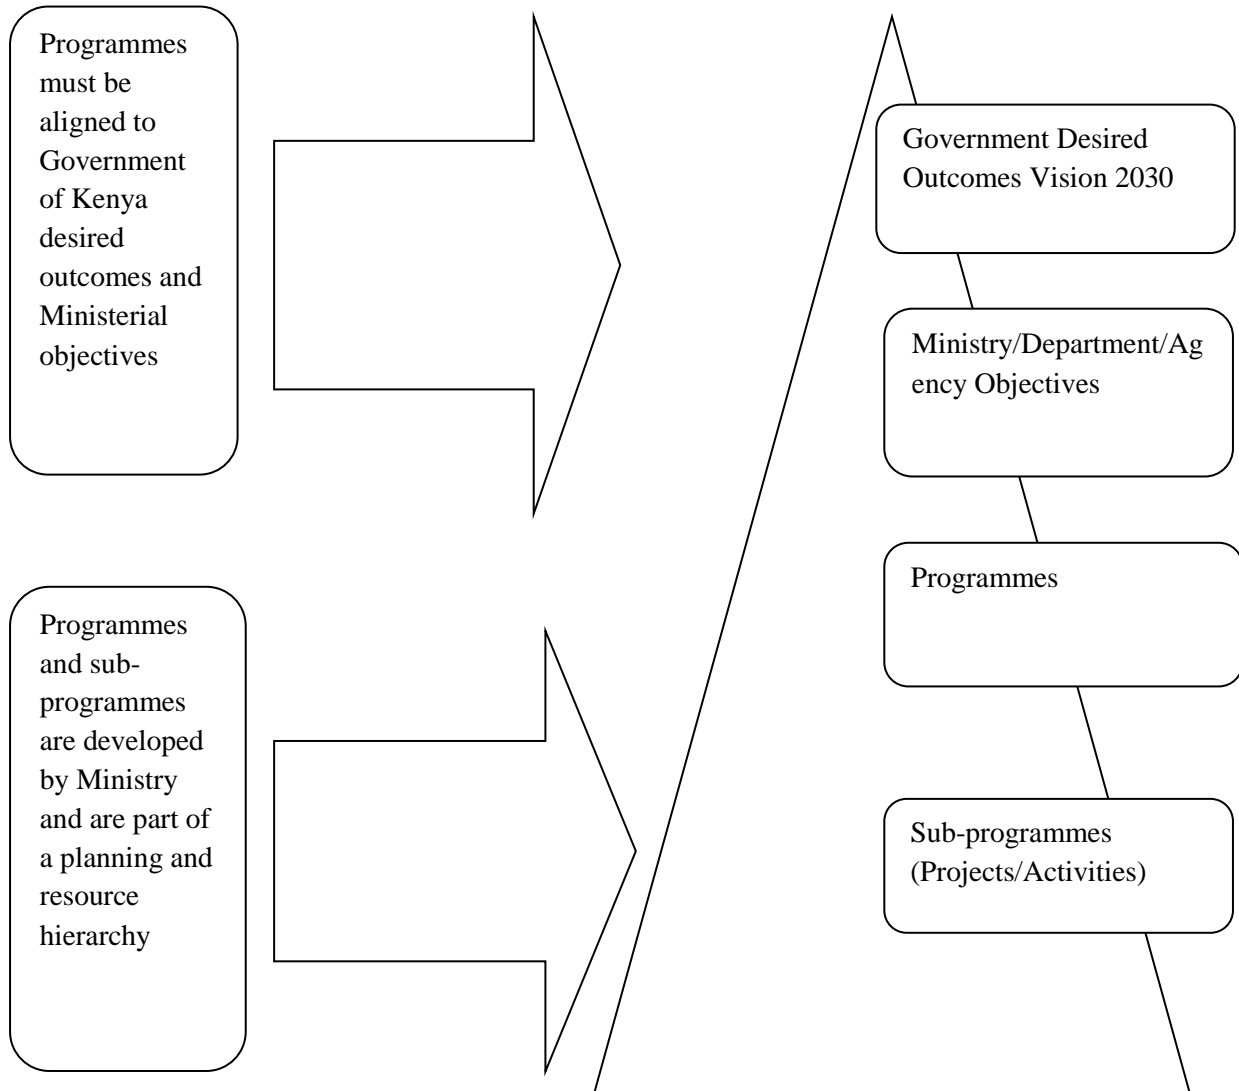 Programmes
must be
aligned to
Government
of Kenya
desired
outcomes and
Ministerial
objectives
Programmes
and sub-
programmes
are developed
by Ministry
and are part of
a planning and
resource
hierarchy
Government Desired
Outcomes Vision 2030
Ministry/Department/Ag
ency Objectives
Programmes
Sub-programmes
(Projects/Activities)